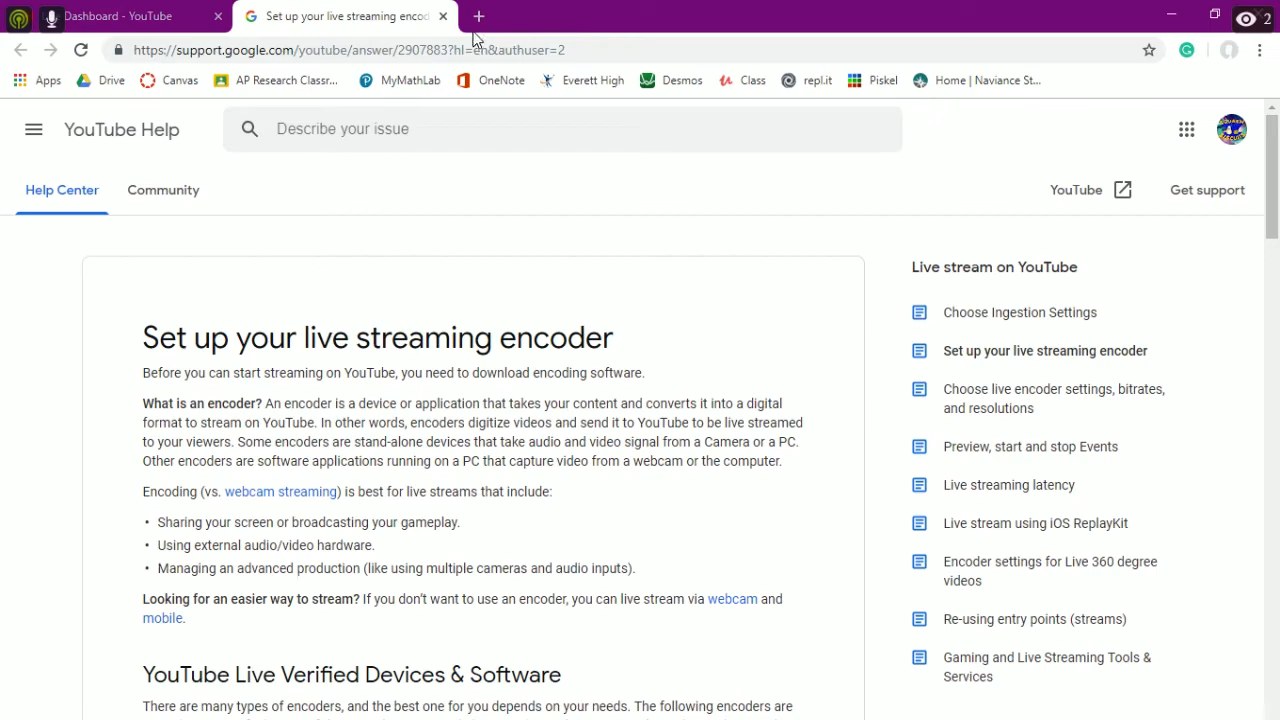 Dashboard - YouTube
Set up your live streaming encod
2
https://support.google.com/youtube/answer/2907883?hl=en&authuser=2
Apps
Drive
Canvas
AP Research Classr...
MyMathLab
OneNote
Everett High
Desmos
Class
repl.it
Piskel
Home | Naviance St...
YouTube Help
Describe your issue
Help Center
Community
YouTube
Get support
Set up your live streaming encoder
Before you can start streaming on YouTube, you need to download encoding software.
What is an encoder? An encoder is a device or application that takes your content and converts it into a digital
format to stream on YouTube. In other words, encoders digitize videos and send it to YouTube to be live streamed
to your viewers. Some encoders are stand-alone devices that take audio and video signal from a Camera or a PC.
Other encoders are software applications running on a PC that capture video from a webcam or the computer.
Encoding (vs. webcam streaming) is best for live streams that include:
• Sharing your screen or broadcasting your gameplay.
• Using external audio/video hardware.
• Managing an advanced production (like using multiple cameras and audio inputs).
Looking for an easier way to stream? If you don't want to use an encoder, you can live stream via webcam and
mobile.
YouTube Live Verified Devices & Software
There are many types of encoders, and the best one for you depends on your needs. The following encoders are
Live stream on YouTube
Choose Ingestion Settings
Set up your live streaming encoder
Choose live encoder settings, bitrates,
and resolutions
Preview, start and stop Events
Live streaming latency
Live stream using iOS ReplayKit
Encoder settings for Live 360 degree
videos
Re-using entry points (streams)
Gaming and Live Streaming Tools &
Services